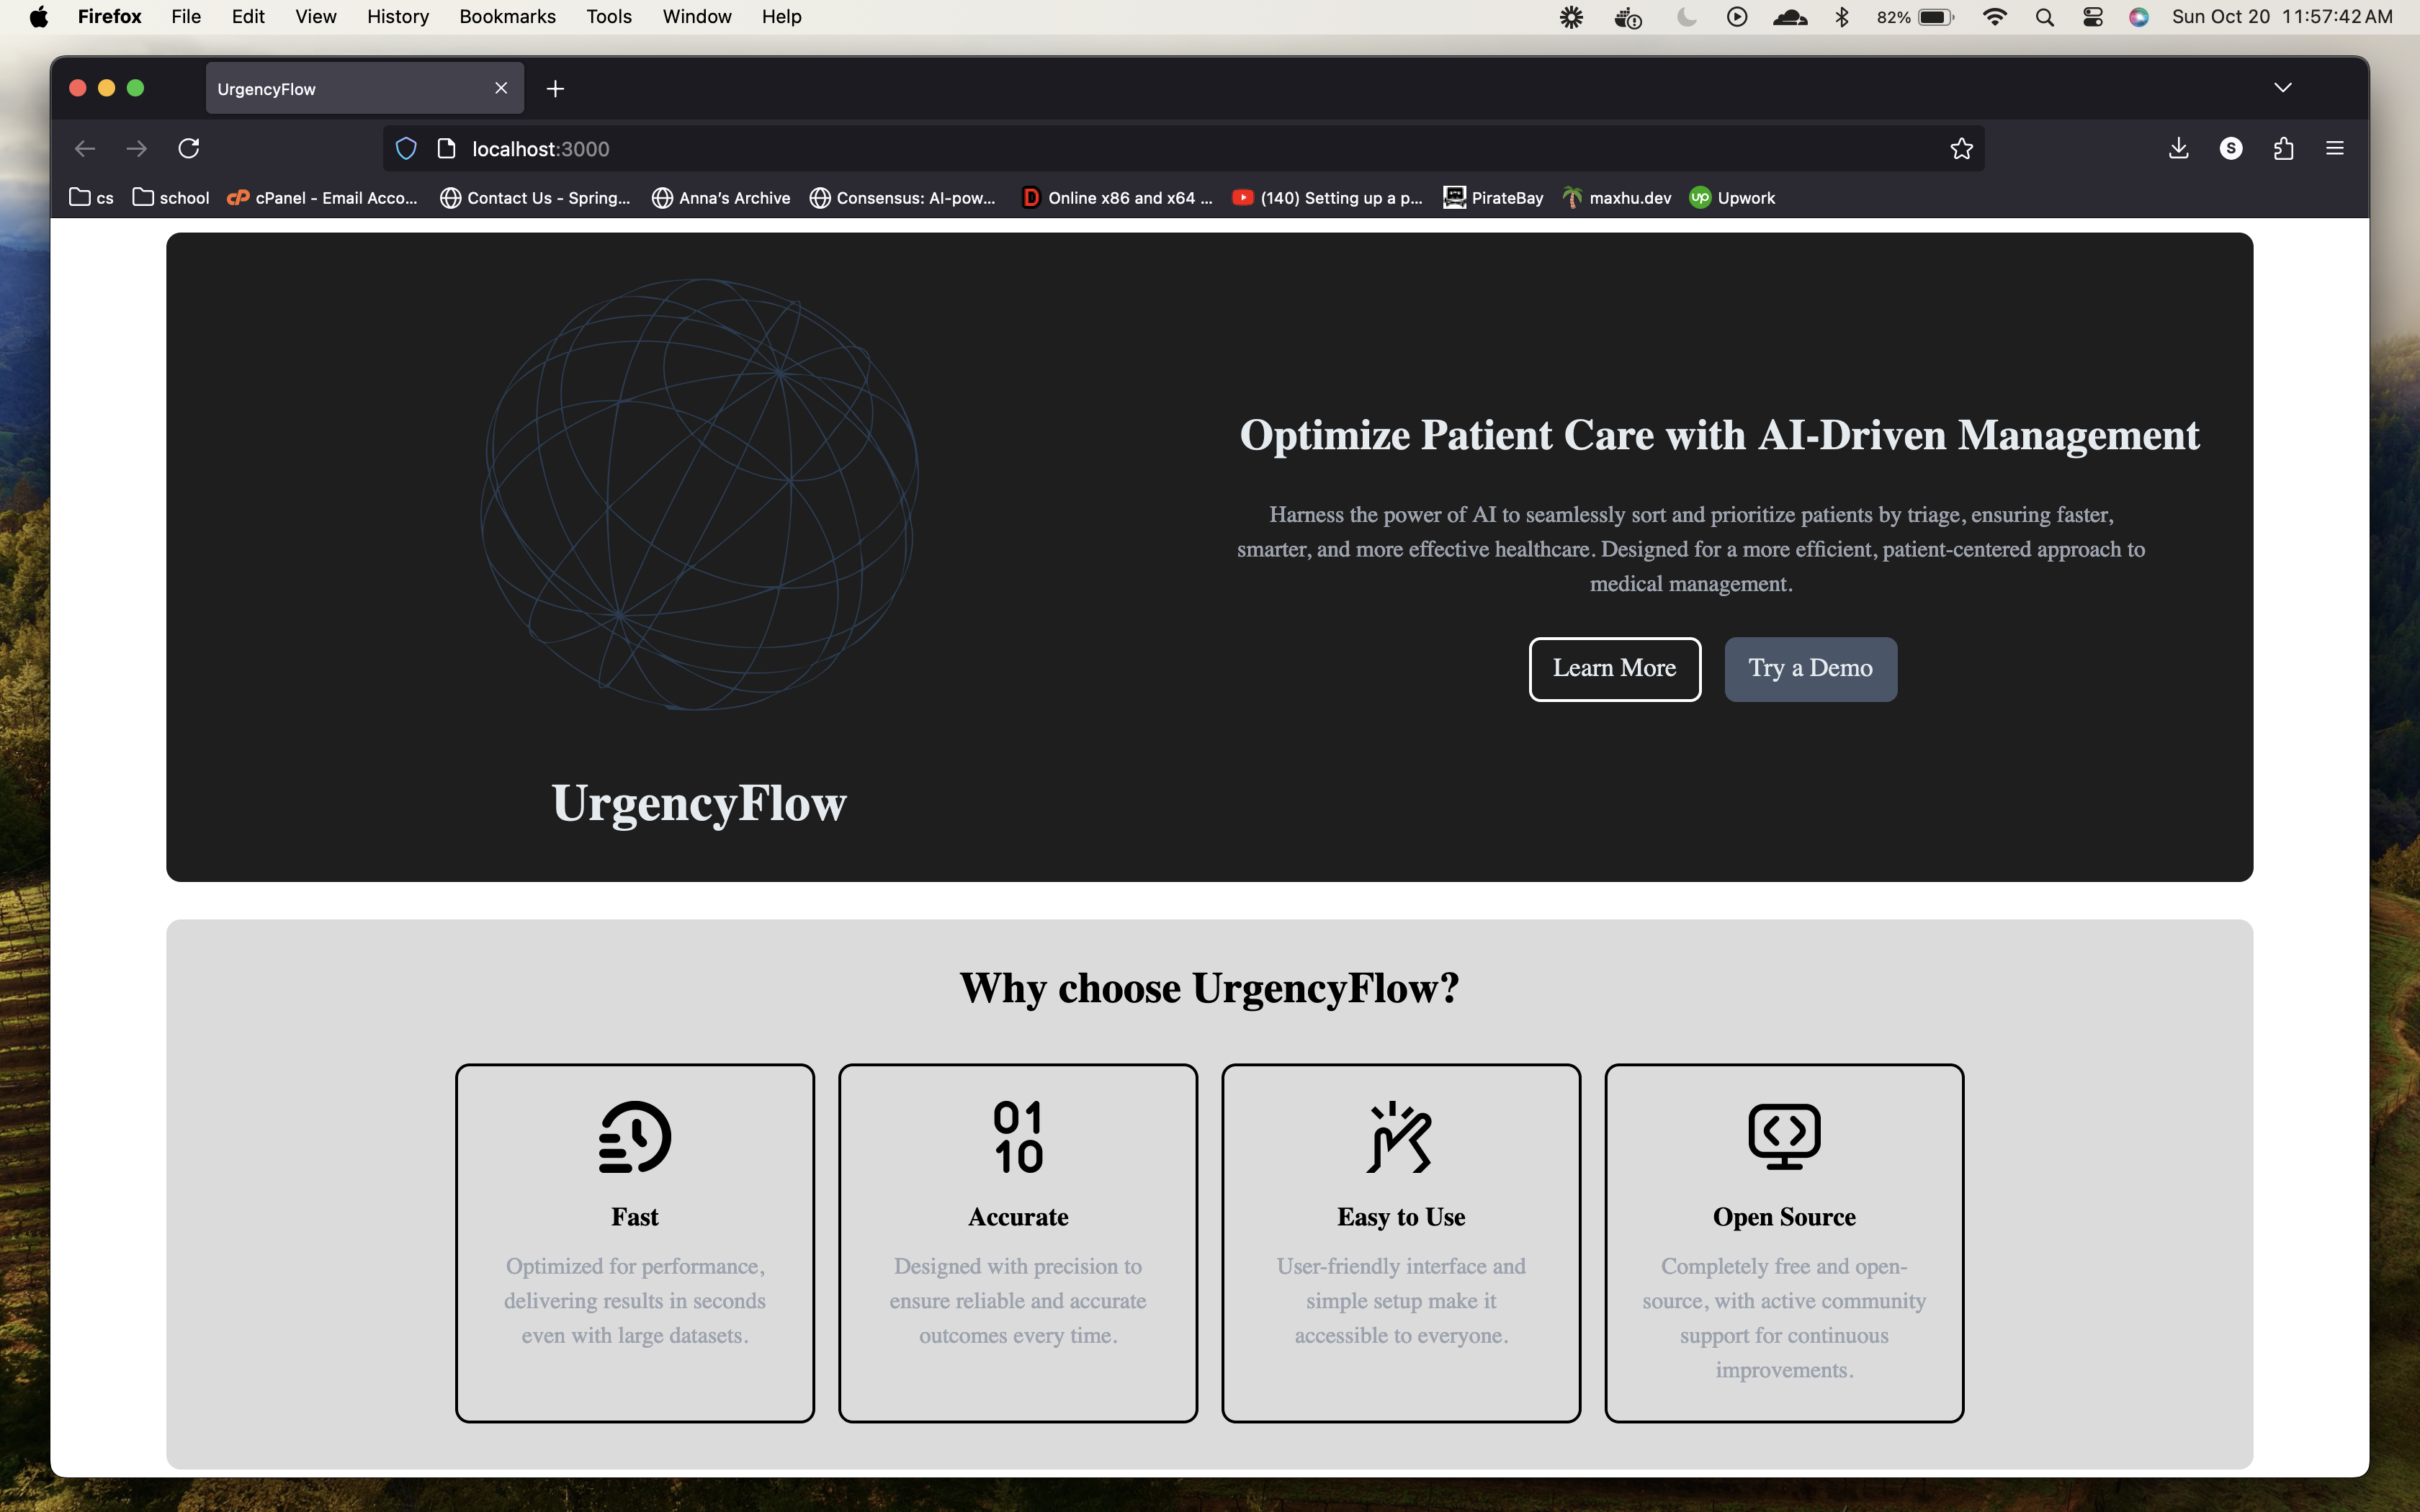 Firefox File Edit View History Bookmarks Tools Window Help 82% Sun Oct 20 11:57:42 AM
UrgencyFlow
localhost:3000
S
cs school cPanel - Email Acco... Contact Us - Spring... Anna's Archive Consensus: AI-pow... D Online x86 and x64 ... (140) Setting up a p... PirateBay maxhu.dev up Upwork
Optimize Patient Care with AI-Driven Management
Harness the power of AI to seamlessly sort and prioritize patients by triage, ensuring faster,
smarter, and more effective healthcare. Designed for a more efficient, patient-centered approach to
medical management.
Learn More Try a Demo
UrgencyFlow
Why choose UrgencyFlow?
01
10
Fast
Optimized for performance,
delivering results in seconds
even with large datasets.
Accurate
Designed with precision to
ensure reliable and accurate
outcomes every time.
Easy to Use
User-friendly interface and
simple setup make it
accessible to everyone.
Open Source
Completely free and open-
source, with active community
support for continuous
improvements.